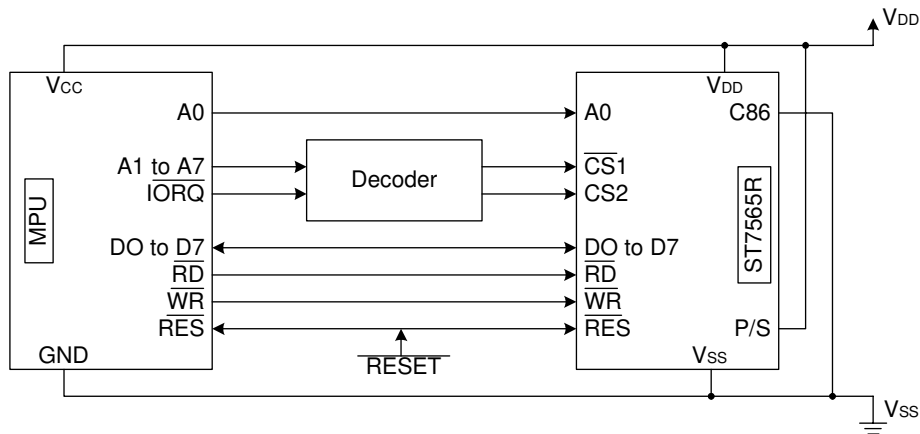 VDD
VCC
VDD
A0
A0
C86
A1 to A7
IORQ
Decoder
CS1
CS2
MPU
ST7565R
DO to D7
DO to D7
RD
RD
WR
WR
RES
RES
P/S
GND
RESET
VSS
VSS